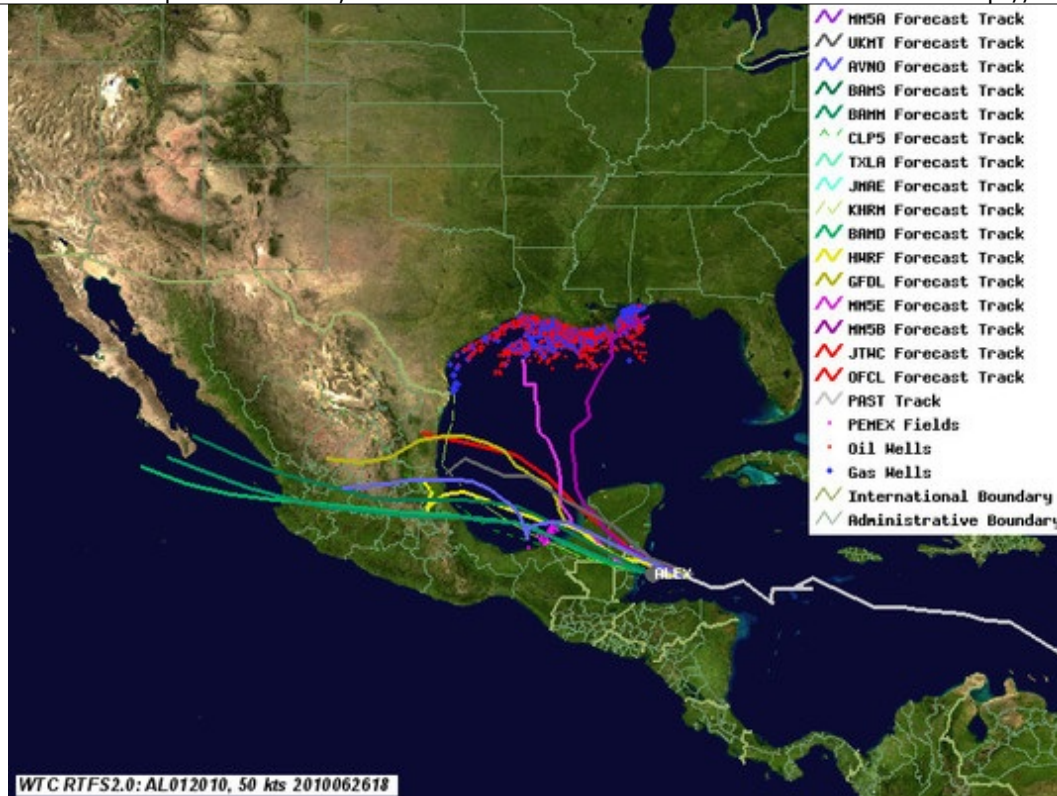 MM5A Forecast Track
UKMT Forecast Track
AVNO Forecast Track
BAMS Forecast Track
BAMM Forecast Track
CLP5 Forecast Track
TXLA Forecast Track
JMAE Forecast Track
KHRM Forecast Track
BAMD Forecast Track
HWRF Forecast Track
GFDL Forecast Track
MM5E Forecast Track
MM5B Forecast Track
JTWC Forecast Track
OFCL Forecast Track
PAST Track
PEMEX Fields
Oil Wells
Gas Wells
International Boundary
Administrative Boundary
ALEX
WTC RTFS2.0: AL012010, 50 kts 2010062618